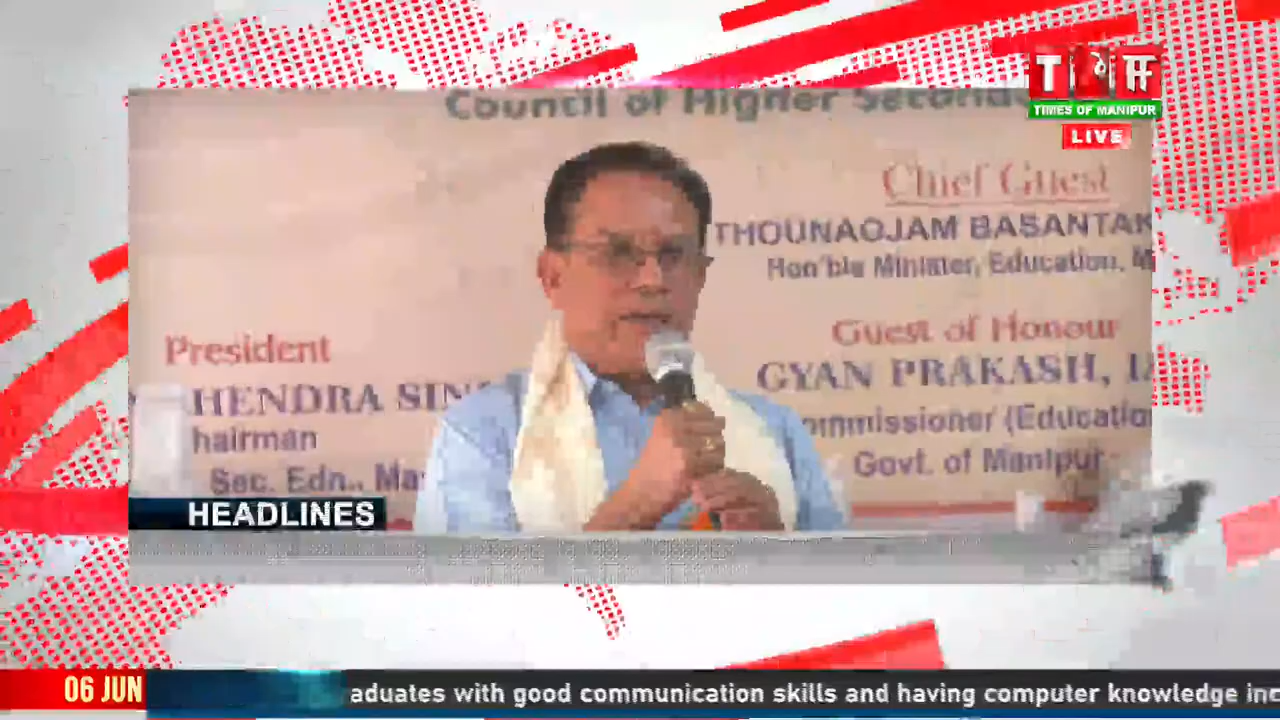 TIMES OF MANIPUR
LIVE
Council of Higher Seconda
Chief Guest
THOUNAOJAM BASANTAK
Hon'ble Minister, Education, M
President
Guest of Honour
HENDRA SIN
GYAN PRAKASH, IA
hairman
ommissioner (Education
Sec. Edn., Ma
Govt. of Manipur
HEADLINES
06 JUN
aduates with good communication skills and having computer knowledge inc